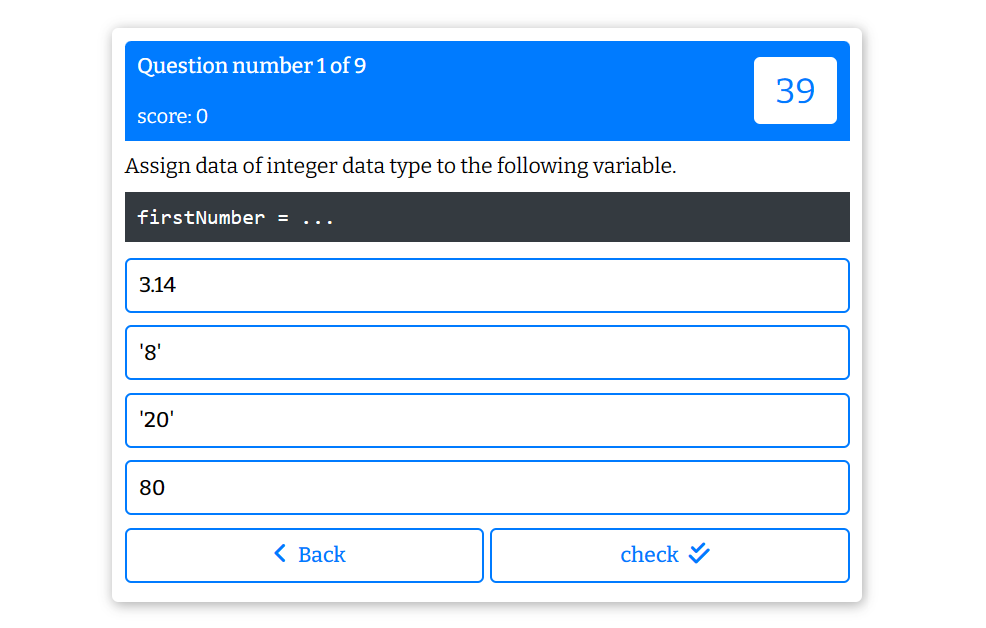 Question number 1 of 9
39
score: 0
Assign data of integer data type to the following variable.
firstNumber = ...
3.14
'8'
'20'
80
Back
check